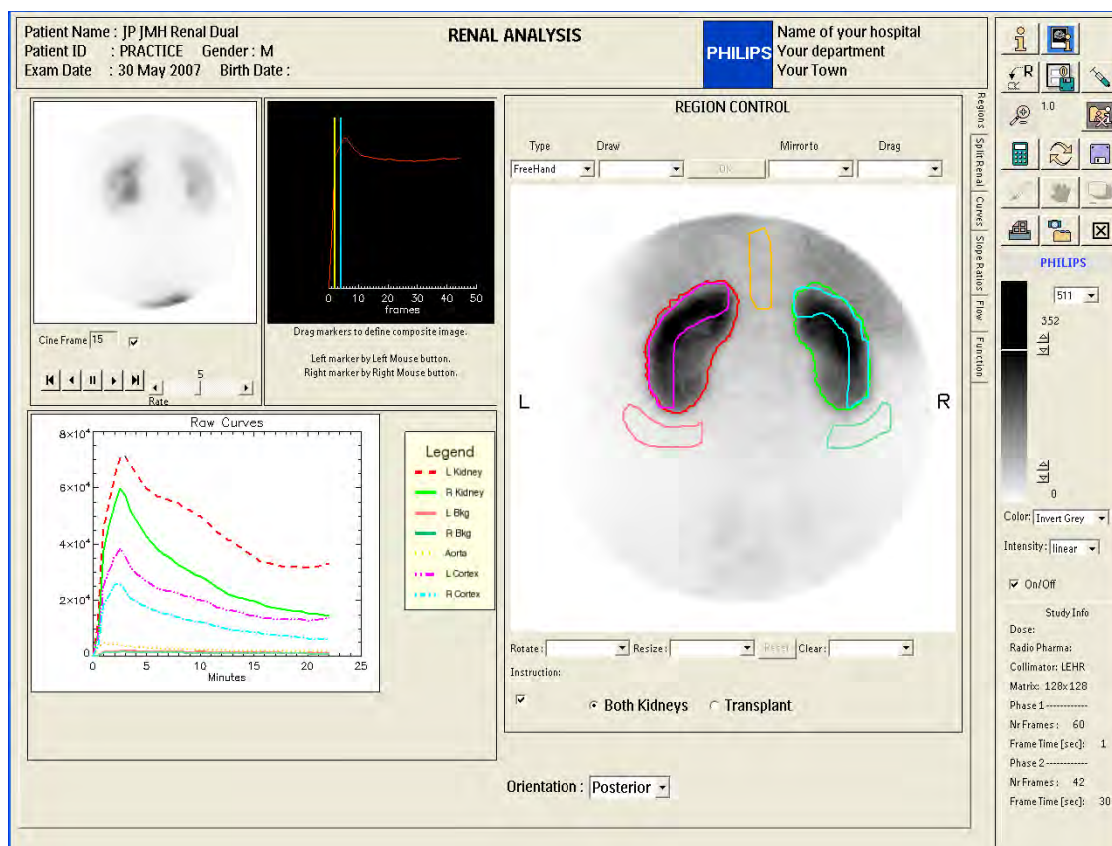 Patient Name : JP JMH Renal Dual
Patient ID : PRACTICE Gender : M
Exam Date : 30 May 2007 Birth Date :
RENAL ANALYSIS
PHILIPS
Name of your hospital
Your department
Your Town
Cine Frame 15
5
Rate
0 10 20 30 40 50
frames
Drag markers to define composite image.
Left marker by Left Mouse button.
Right marker by Right Mouse button.
Raw Curves
8×10⁴
6×10⁴
4×10⁴
2×10⁴
0
0 5 10 15 20 25
Minutes
Legend
L Kidney
R Kidney
L Bkg
R Bkg
Aorta
L Cortex
R Cortex
REGION CONTROL
Type Draw Mirror to Drag
FreeHand OK
L R
Rotate : Resize : Reset Clear :
Instruction:
Both Kidneys Transplant
Orientation : Posterior
Regions
Split Renal
Curves
Slope Ratios
Flow
Function
R
1.0
PHILIPS
511
352
0
Color: Invert Grey
Intensity: linear
On/Off
Study Info
Dose:
Radio Pharma:
Collimator: LEHR
Matrix: 128x128
Phase 1------------
Nr Frames : 60
Frame Time [sec]: 1
Phase 2------------
Nr Frames : 42
Frame Time [sec]: 30